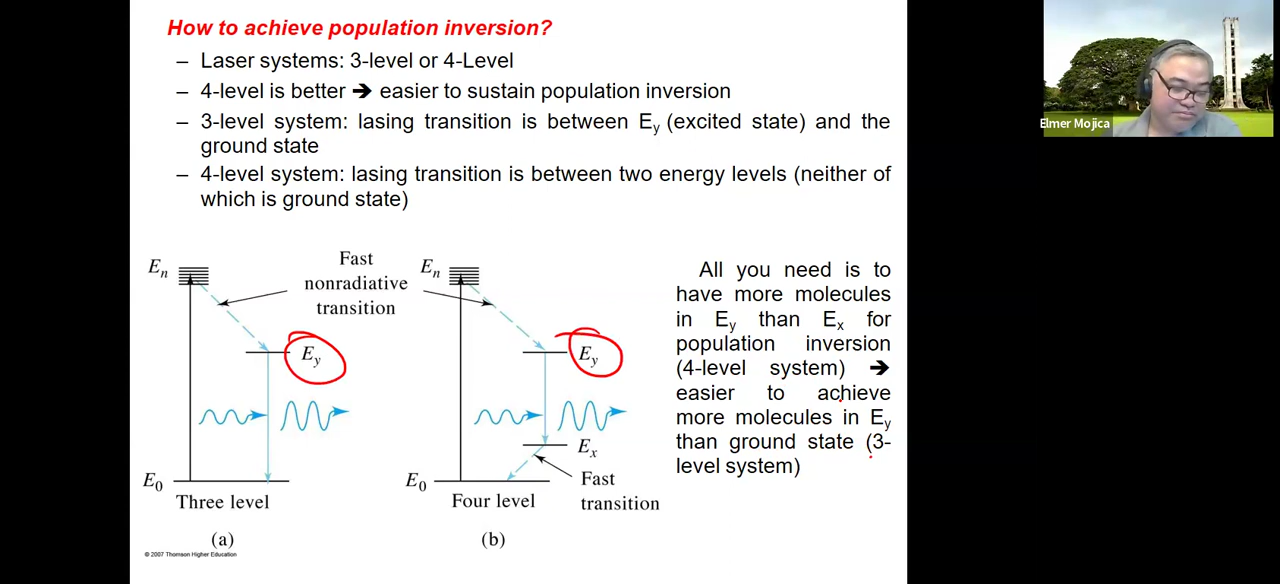 How to achieve population inversion?
– Laser systems: 3-level or 4-Level
– 4-level is better ➔ easier to sustain population inversion
– 3-level system: lasing transition is between Ey (excited state) and the
ground state
– 4-level system: lasing transition is between two energy levels (neither of
which is ground state)
Elmer Mojica
En
Fast
nonradiative
transition
En
Ey
Ey
Ex
E0
E0
Fast
transition
Three level
Four level
(a)
(b)
© 2007 Thomson Higher Education
All you need is to
have more molecules
in Ey than Ex for
population inversion
(4-level system) ➔
easier to achieve
more molecules in Ey
than ground state (3-
level system)